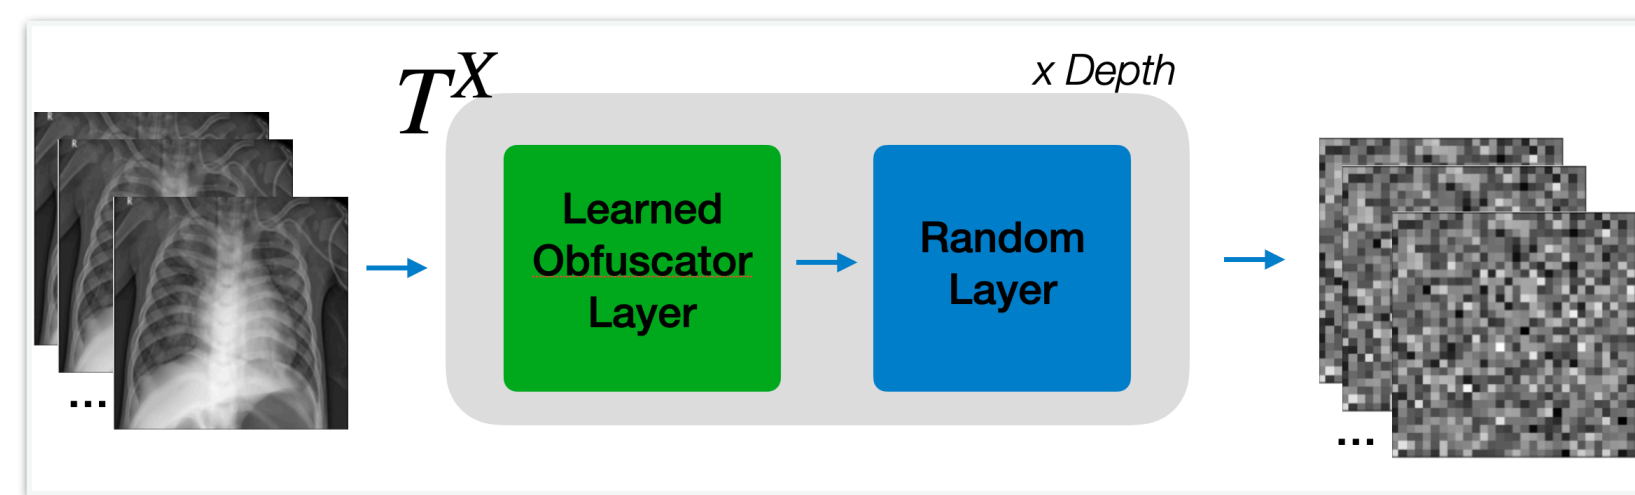 T^X
x Depth
Learned
Obfuscator
Layer
Random
Layer
...
...
R
R
R